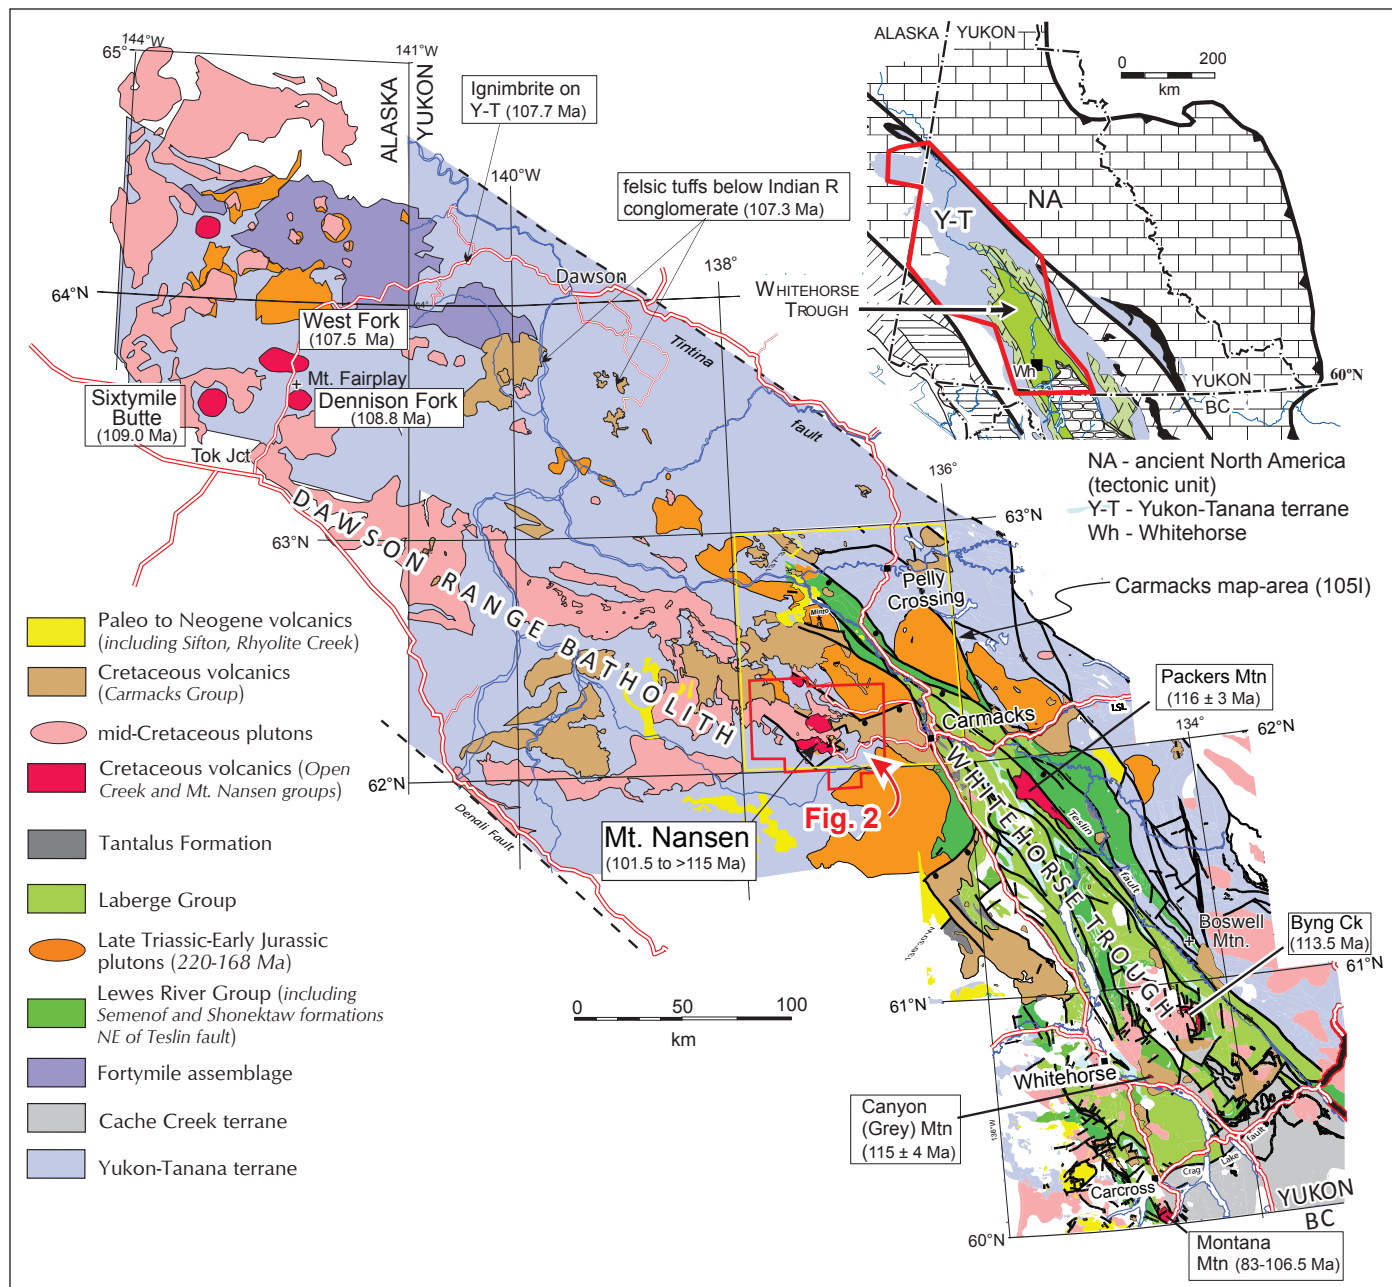 144°W
65°
141°W
ALASKA
YUKON
Ignimbrite on
Y-T (107.7 Ma)
140°W
felsic tuffs below Indian R
conglomerate (107.3 Ma)
138°
64°N
64°
Dawson
Tintina
fault
West Fork
(107.5 Ma)
Mt. Fairplay
Sixtymile
Butte
(109.0 Ma)
Dennison Fork
(108.8 Ma)
Tok Jct
ALASKA
YUKON
0 200
km
NA
Y-T
WHITEHORSE
TROUGH
Wh
YUKON
60°N
BC
NA - ancient North America
(tectonic unit)
Y-T - Yukon-Tanana terrane
Wh - Whitehorse
136°
63°N
63°N
DAWSON RANGE BATHOLITH
Pelly
Crossing
Minto
Carmacks map-area (105I)
Packers Mtn
(116 ± 3 Ma)
134°
62°N
Carmacks
62°N
Denali Fault
Fig. 2
Mt. Nansen
(101.5 to >115 Ma)
WHITEHORSE TROUGH
Teslin
fault
Boswell
Mtn.
Byng Ck
(113.5 Ma)
61°N
61°N
Paleo to Neogene volcanics
(including Sifton, Rhyolite Creek)
Cretaceous volcanics
(Carmacks Group)
mid-Cretaceous plutons
Cretaceous volcanics (Open
Creek and Mt. Nansen groups)
Tantalus Formation
Laberge Group
Late Triassic-Early Jurassic
plutons (220-168 Ma)
Lewes River Group (including
Semenof and Shonektaw formations
NE of Teslin fault)
Fortymile assemblage
Cache Creek terrane
Yukon-Tanana terrane
0 50 100
km
Whitehorse
Canyon
(Grey) Mtn
(115 ± 4 Ma)
136°W
Crag
Lake
Fault
Carcross
YUKON
BC
60°N
Montana
Mtn (83-106.5 Ma)